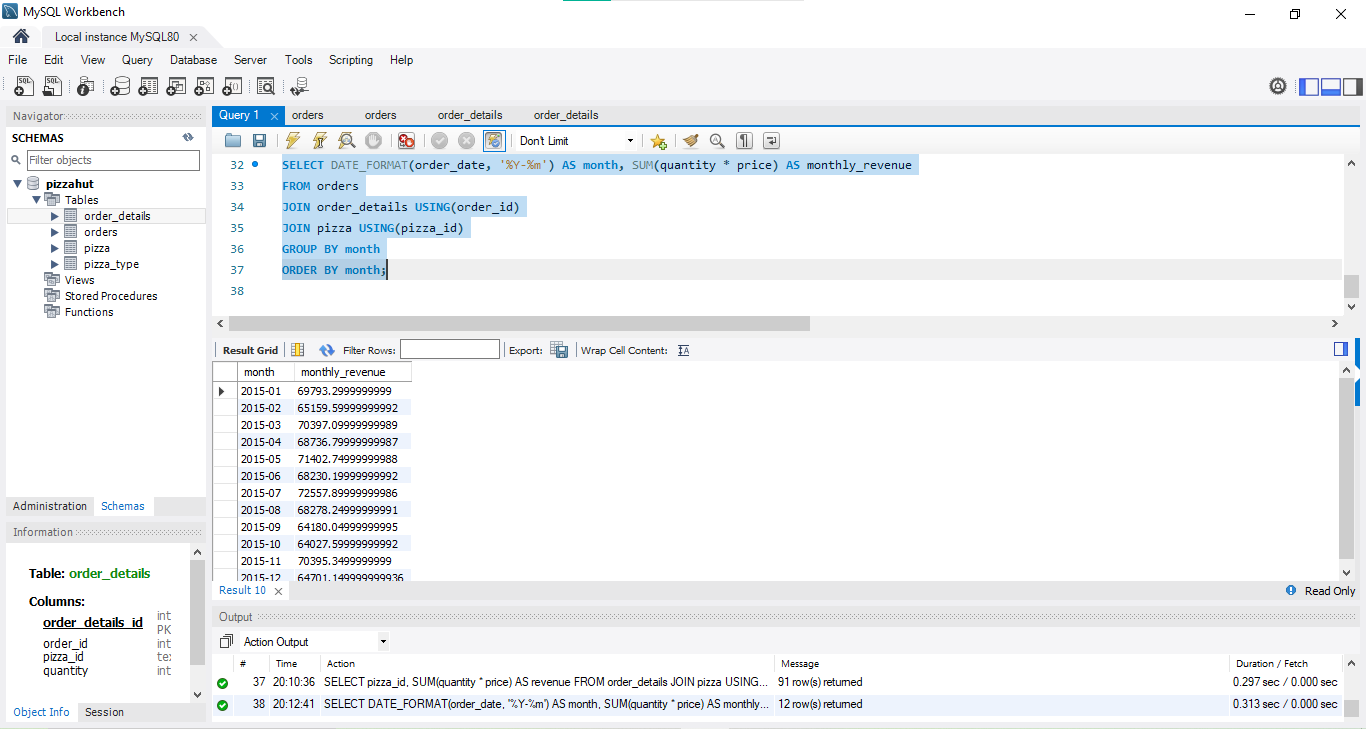 MySQL Workbench
Local instance MySQL80
File Edit View Query Database Server Tools Scripting Help
Navigator
SCHEMAS
Filter objects
pizzahut
Tables
order_details
orders
pizza
pizza_type
Views
Stored Procedures
Functions
Administration Schemas
Information
Table: order_details
Columns:
order_details_id int
PK
order_id int
pizza_id te
quantity int
Object Info Session
Query 1 orders orders order_details order_details
Don't Limit
32 SELECT DATE_FORMAT(order_date, '%Y-%m') AS month, SUM(quantity * price) AS monthly_revenue
33 FROM orders
34 JOIN order_details USING(order_id)
35 JOIN pizza USING(pizza_id)
36 GROUP BY month
37 ORDER BY month;
38
Result Grid Filter Rows: Export: Wrap Cell Content:
month monthly_revenue
2015-01 69793.2999999999
2015-02 65159.59999999992
2015-03 70397.09999999989
2015-04 68736.79999999987
2015-05 71402.74999999988
2015-06 68230.19999999992
2015-07 72557.89999999986
2015-08 68278.24999999991
2015-09 64180.04999999995
2015-10 64027.59999999992
2015-11 70395.3499999999
2015-12 64701.149999999936
Result 10 Read Only
Output
Action Output
# Time Action Message Duration / Fetch
37 20:10:36 SELECT pizza_id, SUM(quantity * price) AS revenue FROM order_details JOIN pizza USING... 91 row(s) returned 0.297 sec / 0.000 sec
38 20:12:41 SELECT DATE_FORMAT(order_date, '%Y-%m') AS month, SUM(quantity * price) AS monthly... 12 row(s) returned 0.313 sec / 0.000 sec